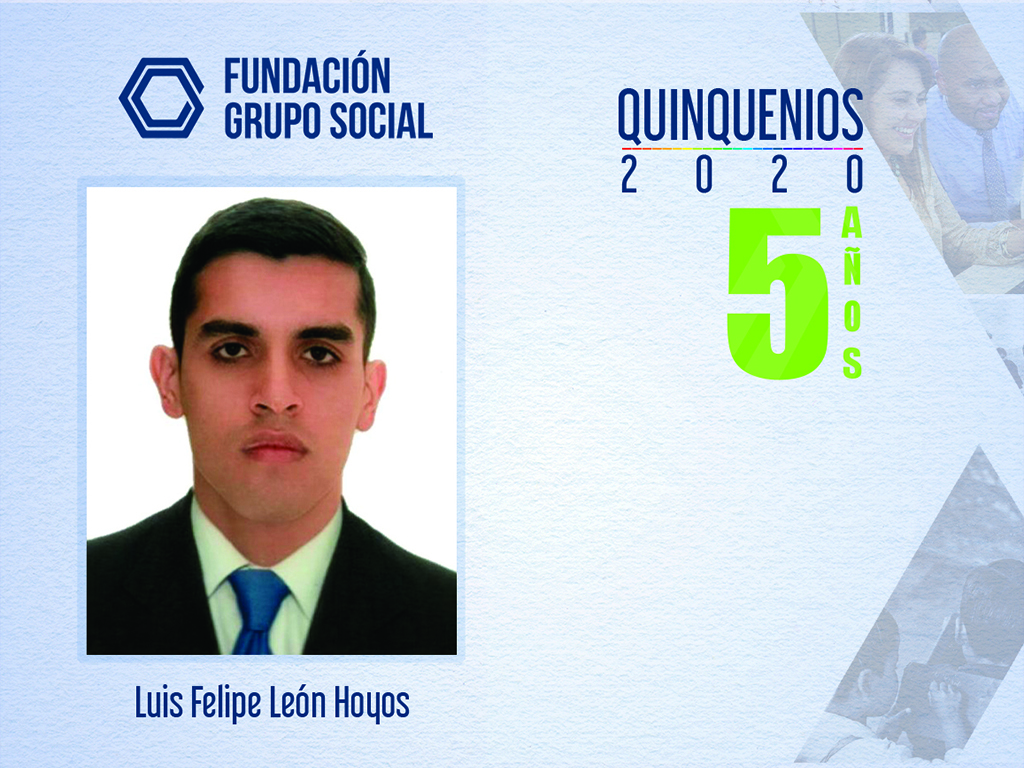 FUNDACIÓN
GRUPO SOCIAL
QUINQUENIOS
2020
5 AÑOS
Luis Felipe León Hoyos